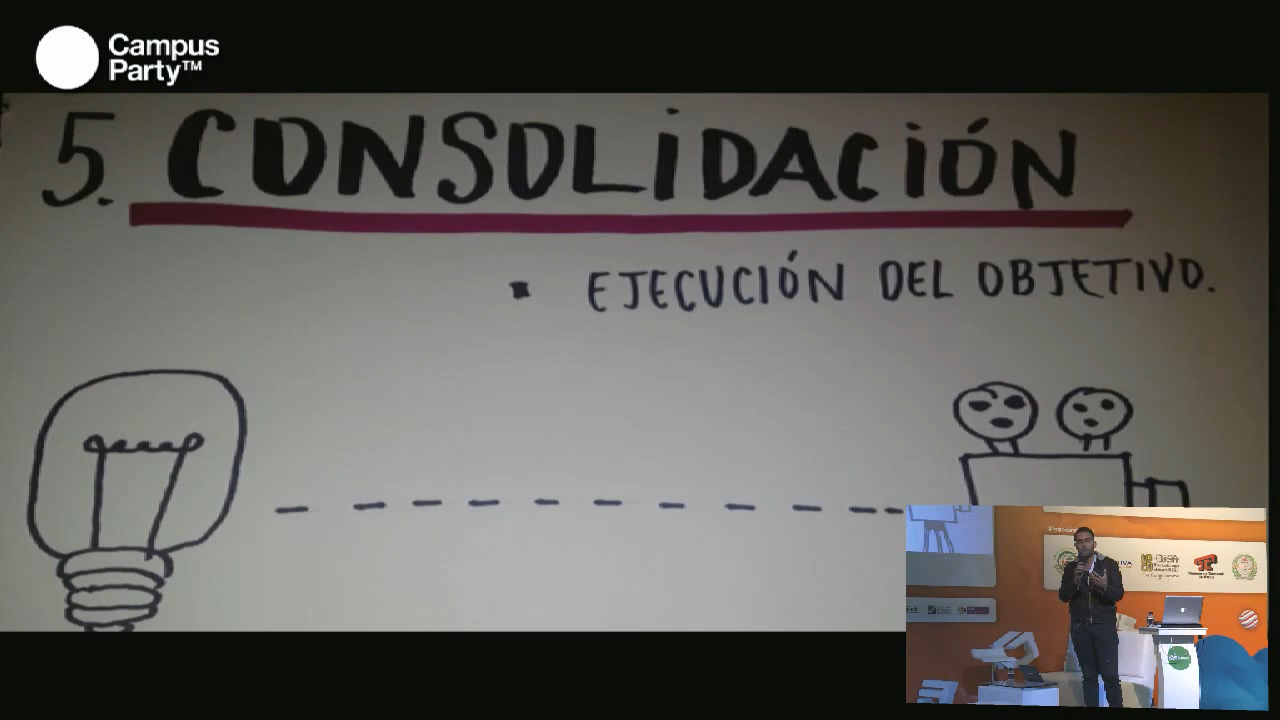 Campus
Party™
5. CONSOLIDACIÓN
▪ EJECUCIÓN DEL OBJETIVO.